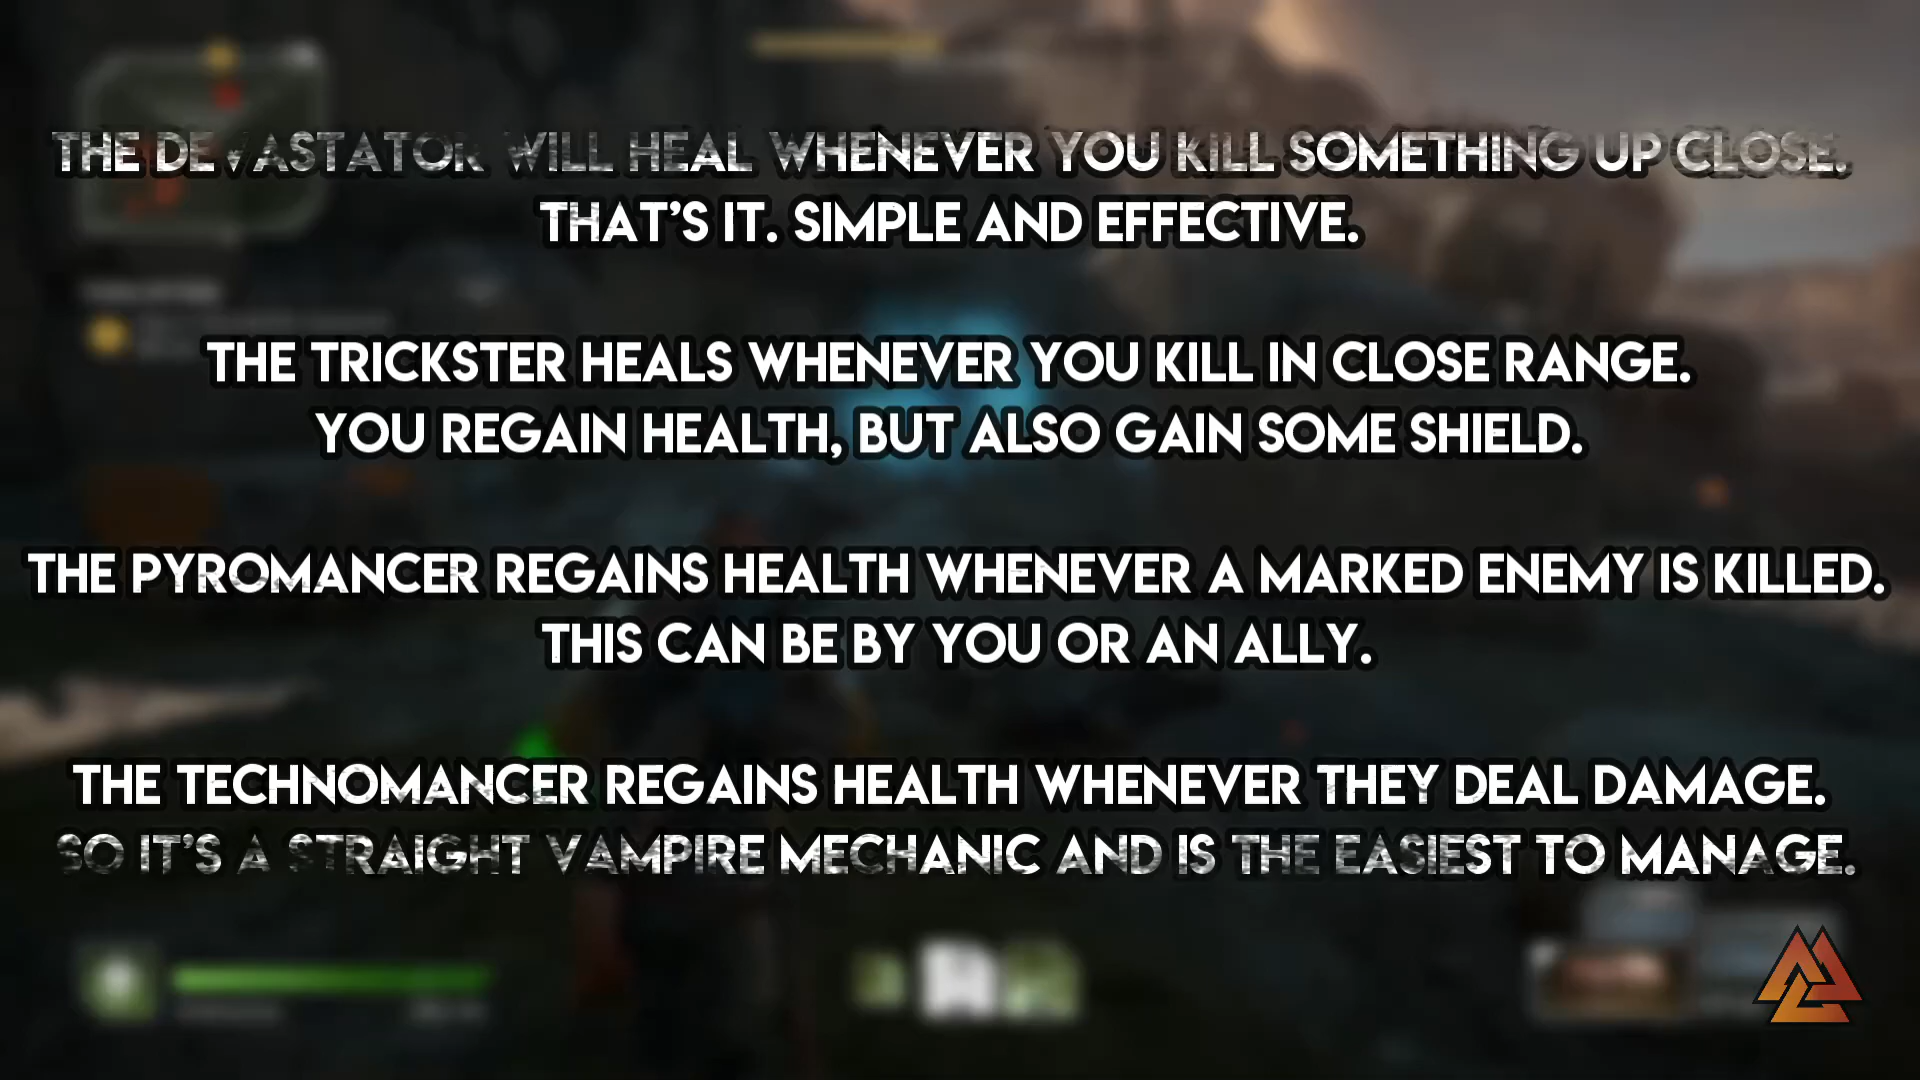 THE DEVASTATOR WILL HEAL WHENEVER YOU KILL SOMETHING UP CLOSE.
THAT'S IT. SIMPLE AND EFFECTIVE.
THE TRICKSTER HEALS WHENEVER YOU KILL IN CLOSE RANGE.
YOU REGAIN HEALTH, BUT ALSO GAIN SOME SHIELD.
THE PYROMANCER REGAINS HEALTH WHENEVER A MARKED ENEMY IS KILLED.
THIS CAN BE BY YOU OR AN ALLY.
THE TECHNOMANCER REGAINS HEALTH WHENEVER THEY DEAL DAMAGE.
SO IT'S A STRAIGHT VAMPIRE MECHANIC AND IS THE EASIEST TO MANAGE.